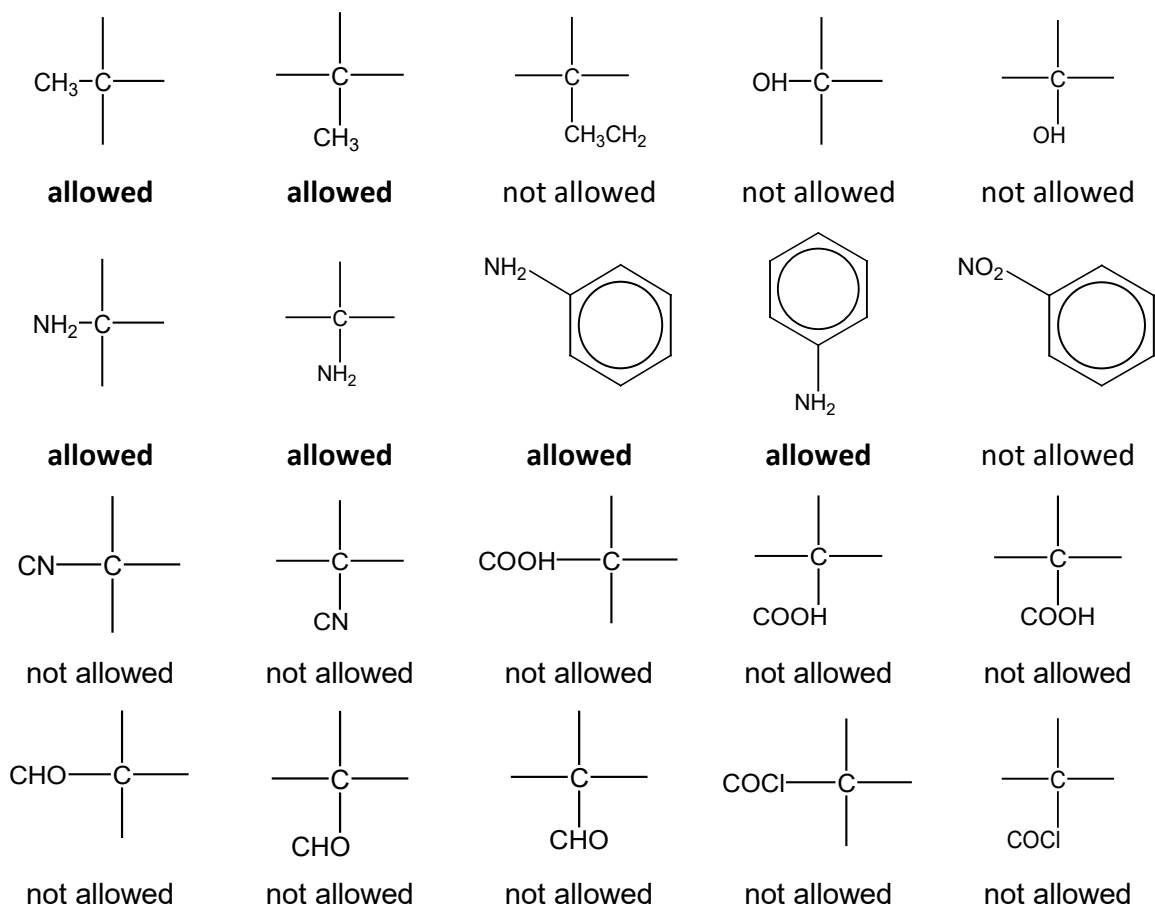 CH₃ C C C OH C C
CH₃ CH₃CH₂ OH
allowed allowed not allowed not allowed not allowed
NH₂ C C NH₂ NO₂
NH₂ NH₂
allowed allowed allowed allowed not allowed
CN C C COOH C C C
CN COOH COOH
not allowed not allowed not allowed not allowed not allowed
CHO C C C COCl C C
CHO CHO COCl
not allowed not allowed not allowed not allowed not allowed